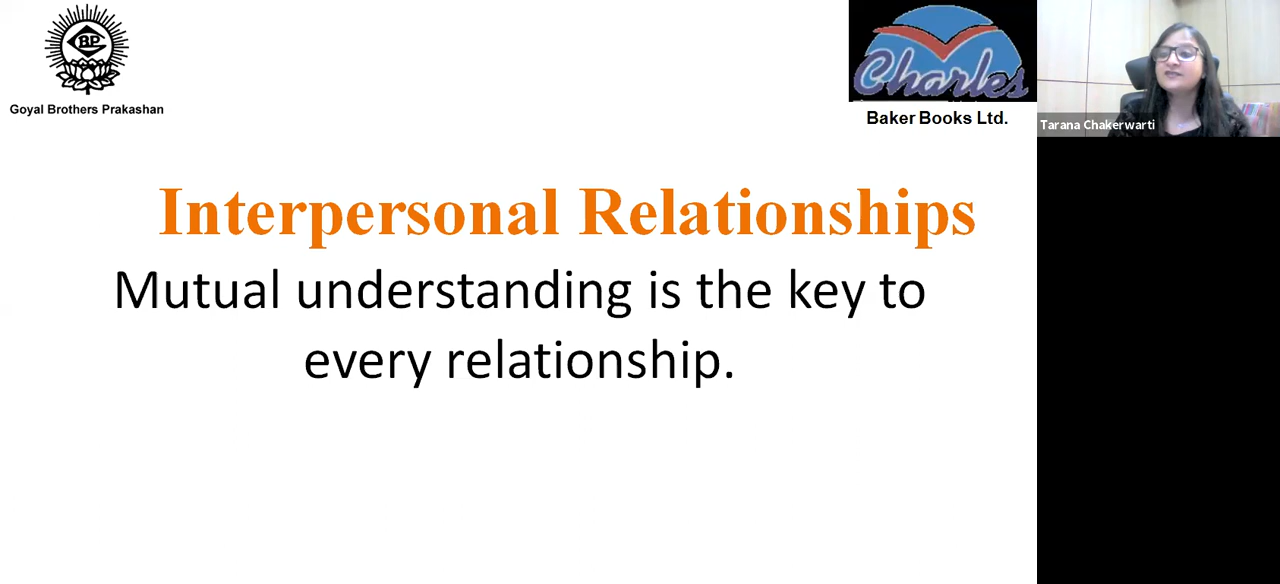 GBP
Goyal Brothers Prakashan
Charles
Baker Books Ltd.
Tarana Chakerwarti
Interpersonal Relationships
Mutual understanding is the key to
every relationship.